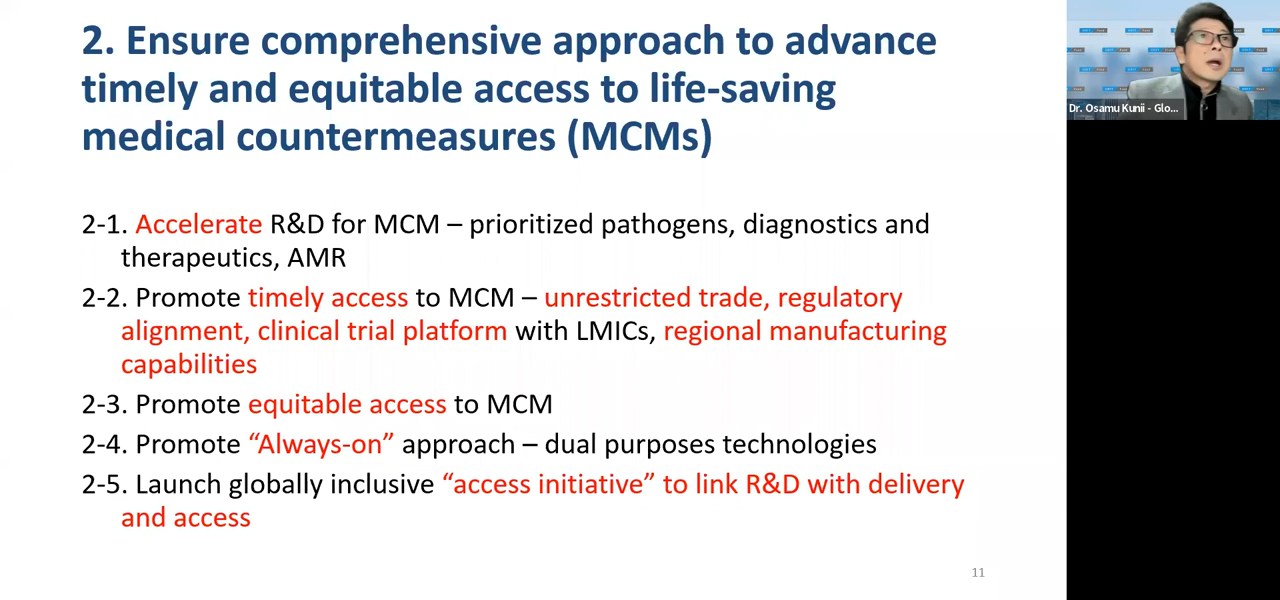 2. Ensure comprehensive approach to advance
timely and equitable access to life-saving
medical countermeasures (MCMs)
2-1. Accelerate R&D for MCM – prioritized pathogens, diagnostics and
therapeutics, AMR
2-2. Promote timely access to MCM – unrestricted trade, regulatory
alignment, clinical trial platform with LMICs, regional manufacturing
capabilities
2-3. Promote equitable access to MCM
2-4. Promote “Always-on” approach – dual purposes technologies
2-5. Launch globally inclusive “access initiative” to link R&D with delivery
and access
11
Dr. Osamu Kunii - Glo...